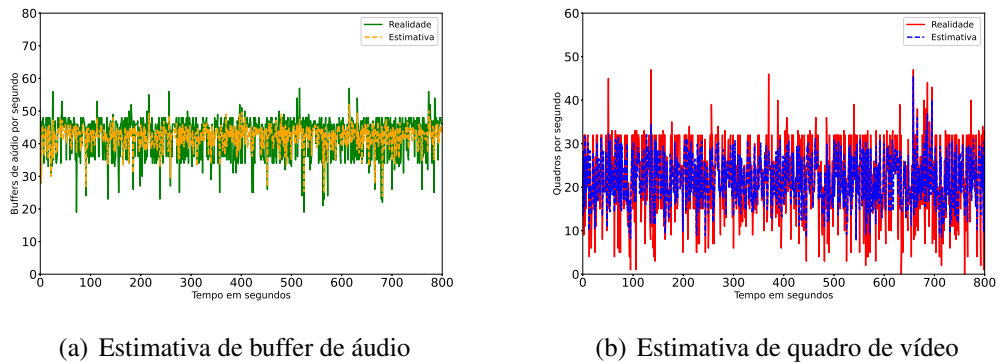 80
70
60
50
40
30
20
10
0
Buffers de aúdio por segundo
Realidade
Estimativa
0 100 200 300 400 500 600 700 800
Tempo em segundos
(a) Estimativa de buffer de áudio
60
50
40
30
20
10
0
Quadros por segundo
Realidade
Estimativa
0 100 200 300 400 500 600 700 800
Tempo em segundos
(b) Estimativa de quadro de vídeo